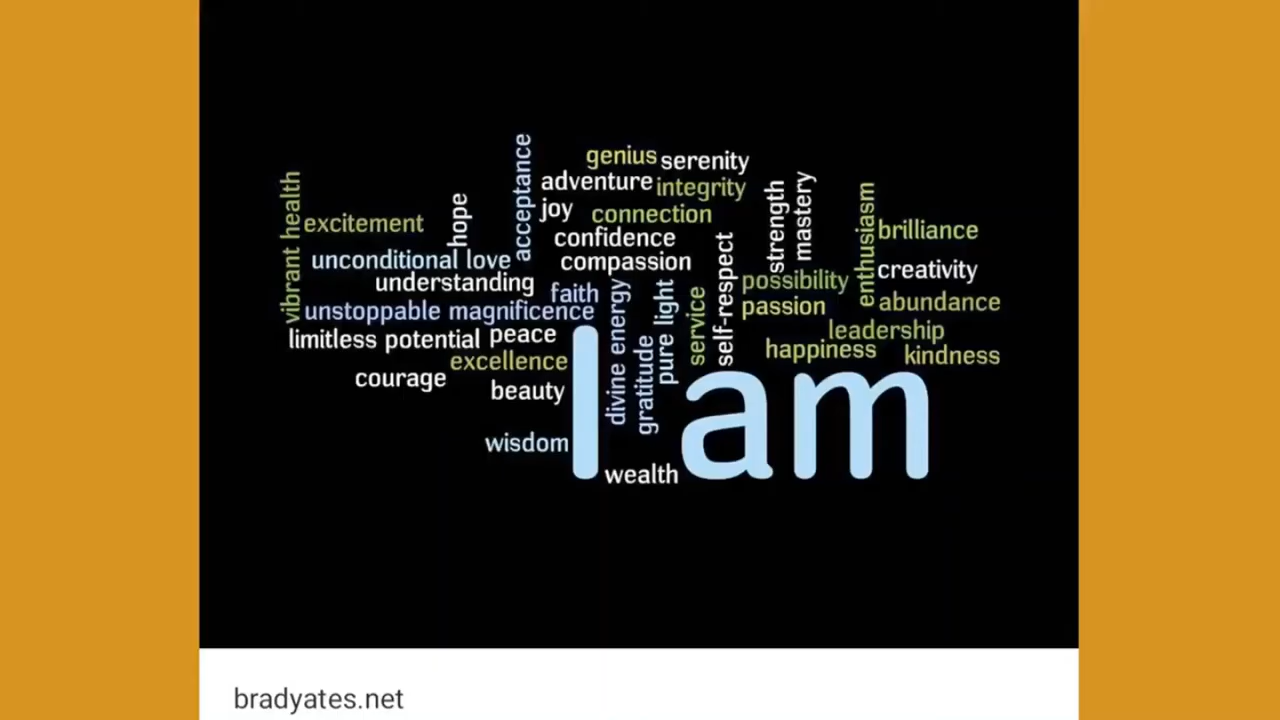 genius
serenity
acceptance
adventure
integrity
joy
connection
hope
vibrant health
excitement
strength
mastery
enthusiasm
brilliance
confidence
unconditional love
compassion
creativity
understanding
self-respect
possibility
faith
divine energy
pure light
service
passion
abundance
unstoppable magnificence
leadership
limitless potential
peace
gratitude
happiness
kindness
excellence
courage
beauty
wisdom
I am
wealth
bradyates.net